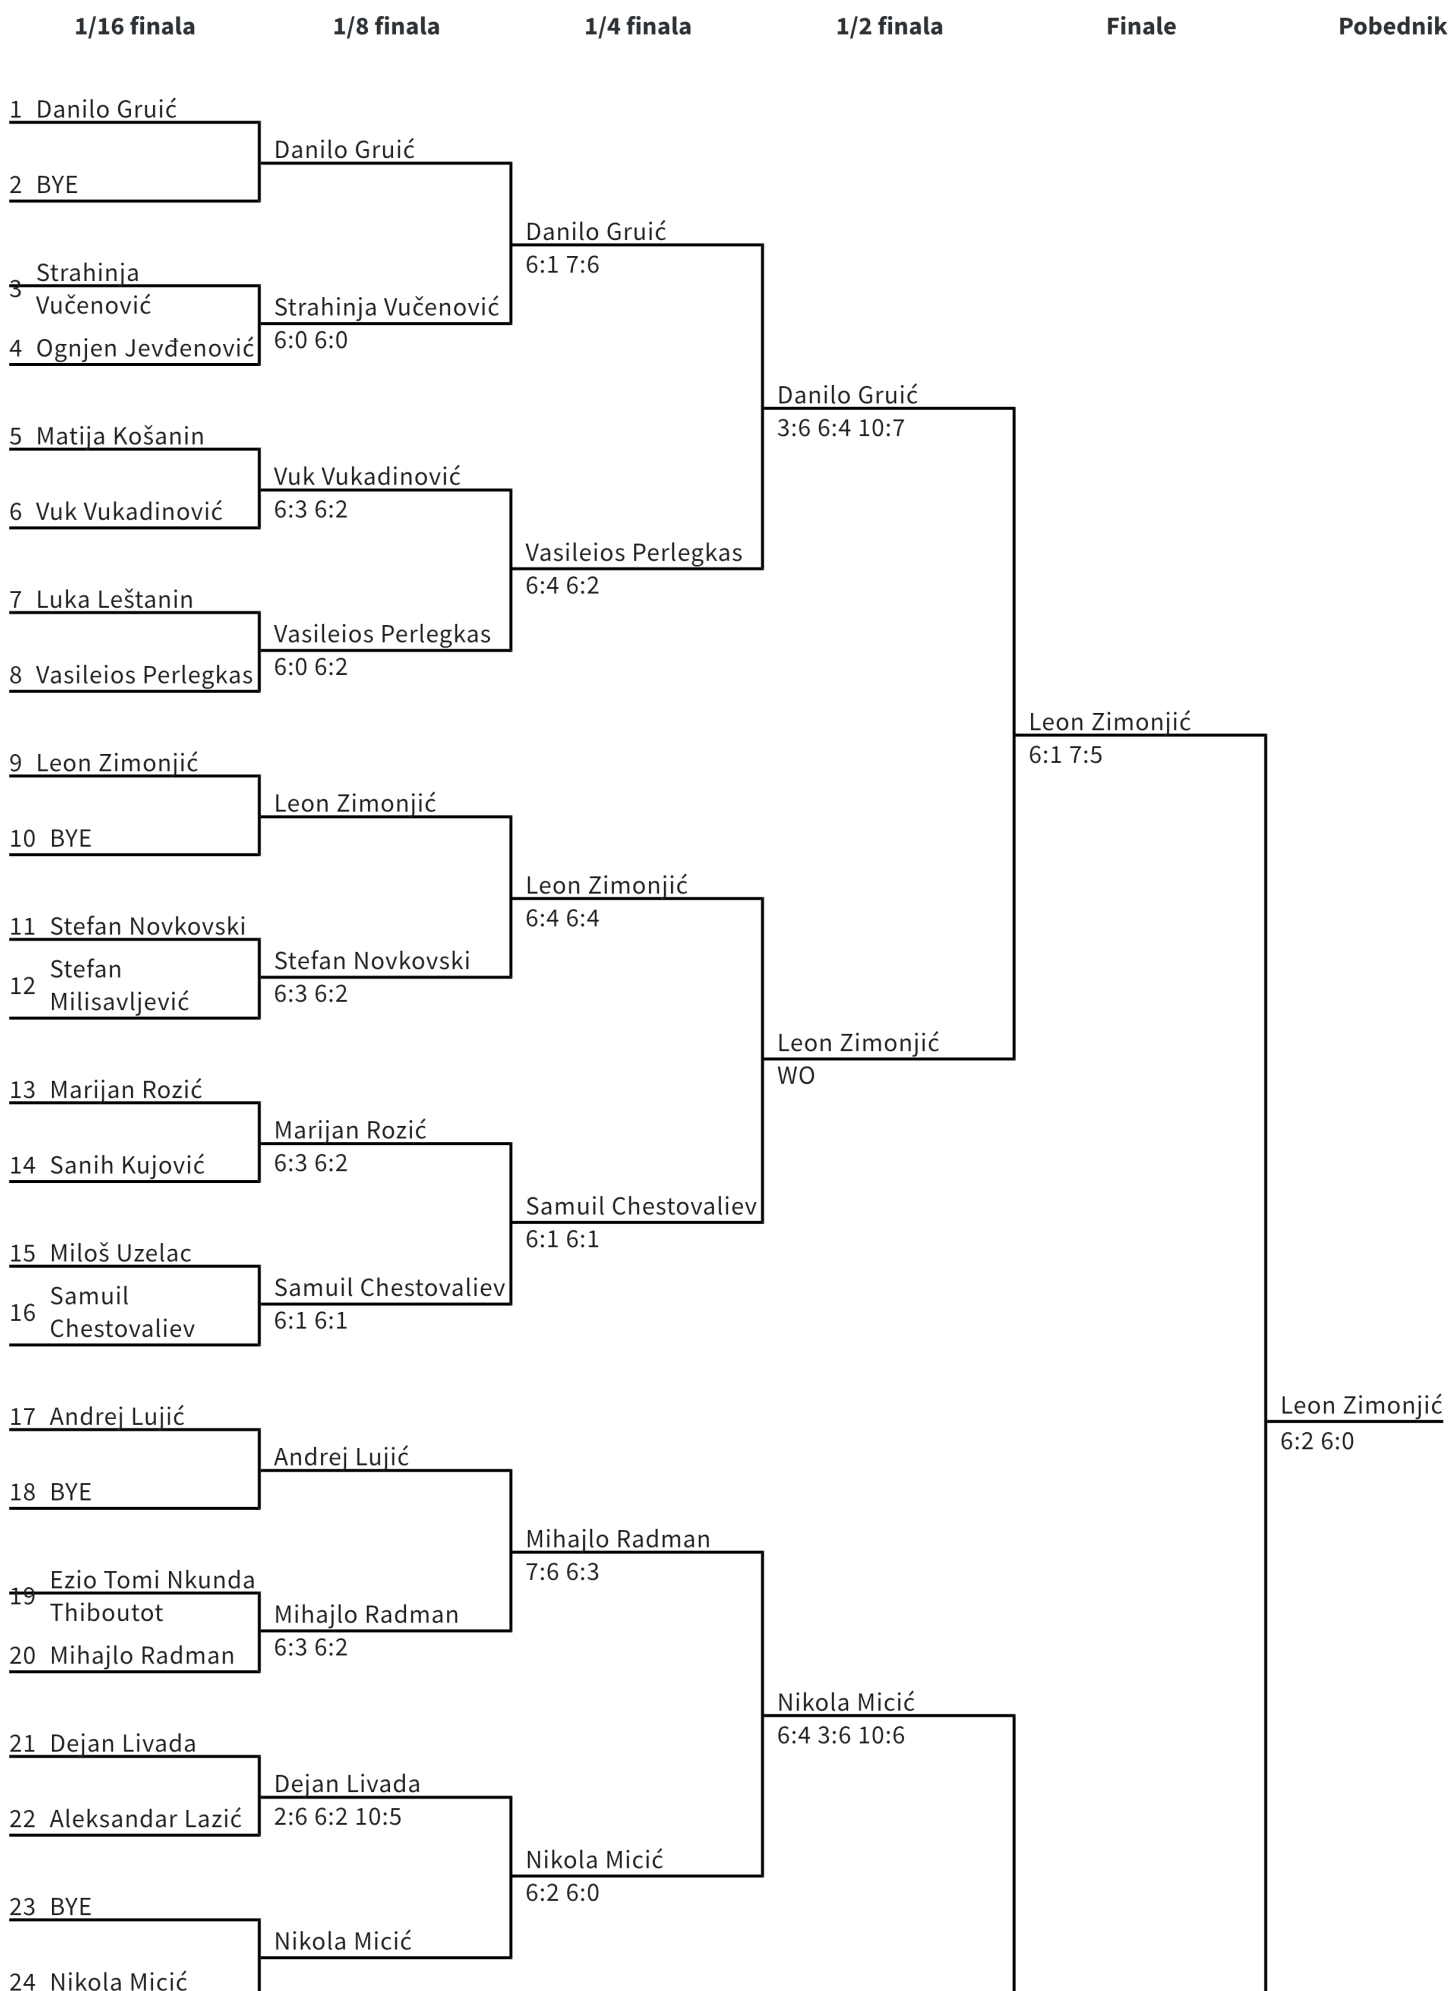 1/16 finala 1/8 finala 1/4 finala 1/2 finala Finale Pobednik
1 Danilo Gruić
Danilo Gruić
2 BYE
Danilo Gruić
6:1 7:6
3 Strahinja
Vučenović
Strahinja Vučenović
6:0 6:0
4 Ognjen Jevđenović
Danilo Gruić
3:6 6:4 10:7
5 Matija Košanin
Vuk Vukadinović
6:3 6:2
6 Vuk Vukadinović
Vasileios Perlegkas
6:4 6:2
7 Luka Leštanin
Vasileios Perlegkas
6:0 6:2
8 Vasileios Perlegkas
Leon Zimonjić
6:1 7:5
9 Leon Zimonjić
Leon Zimonjić
10 BYE
Leon Zimonjić
6:4 6:4
11 Stefan Novkovski
Stefan Novkovski
6:3 6:2
12 Stefan
Milisavljević
Leon Zimonjić
WO
13 Marijan Rozić
Marijan Rozić
6:3 6:2
14 Sanih Kujović
Samuil Chestovaliev
6:1 6:1
15 Miloš Uzelac
Samuil Chestovaliev
6:1 6:1
16 Samuil
Chestovaliev
Leon Zimonjić
6:2 6:0
17 Andrej Lujić
Andrej Lujić
18 BYE
Mihajlo Radman
7:6 6:3
19 Ezio Tomi Nkunda
Thiboutot
Mihajlo Radman
6:3 6:2
20 Mihajlo Radman
Nikola Micić
6:4 3:6 10:6
21 Dejan Livada
Dejan Livada
2:6 6:2 10:5
22 Aleksandar Lazić
Nikola Micić
6:2 6:0
23 BYE
Nikola Micić
24 Nikola Micić